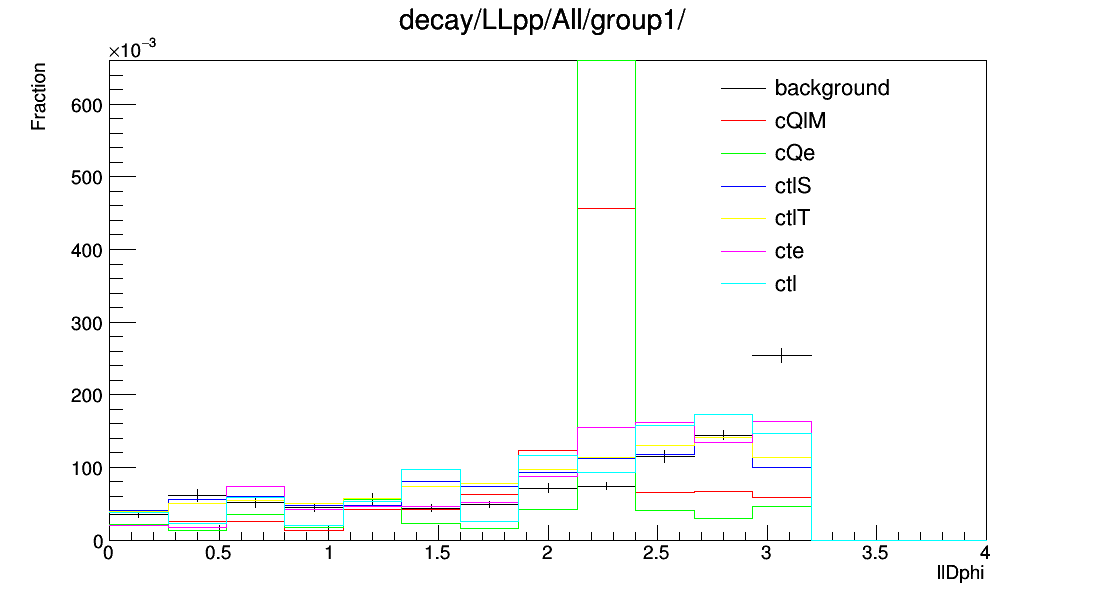 decay/LLpp/All/group1/
×10⁻³
Fraction
600
500
400
300
200
100
0
background
cQlM
cQe
ctlS
ctlT
cte
ctl
0 0.5 1 1.5 2 2.5 3 3.5 4
llDphi